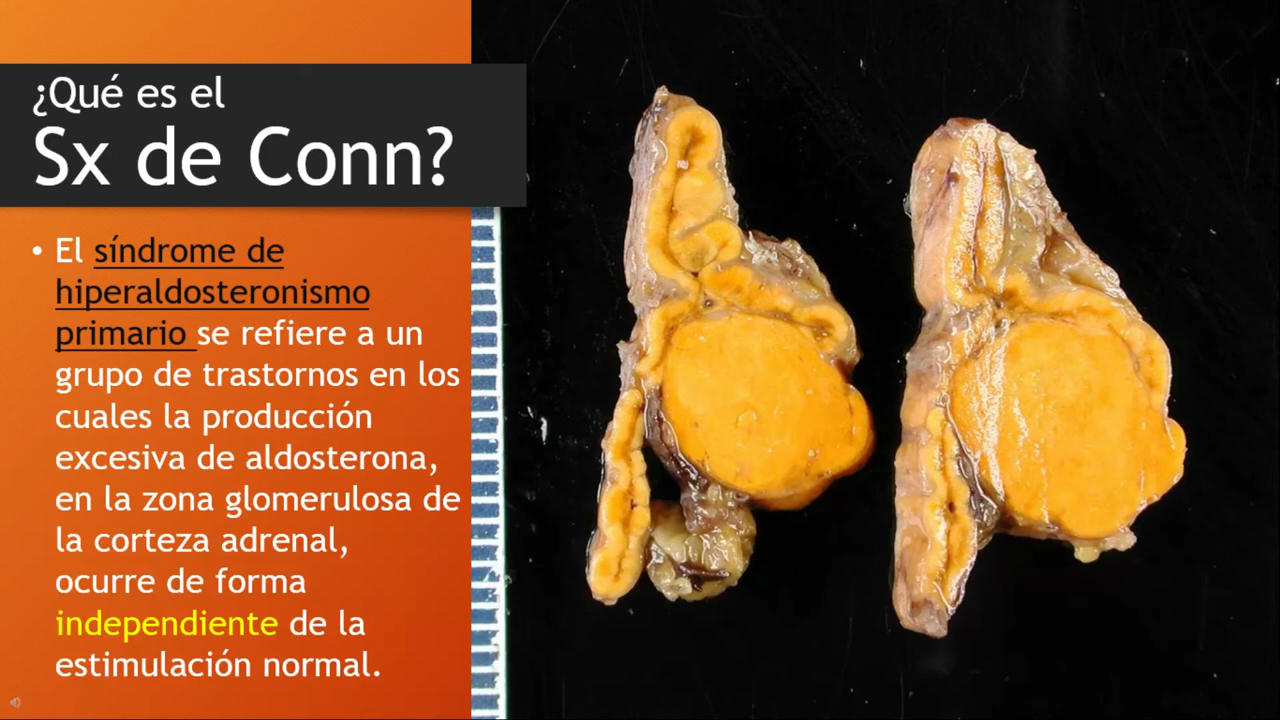 ¿Qué es el
Sx de Conn?
• El síndrome de
hiperaldosteronismo
primario se refiere a un
grupo de trastornos en los
cuales la producción
excesiva de aldosterona,
en la zona glomerulosa de
la corteza adrenal,
ocurre de forma
independiente de la
estimulación normal.